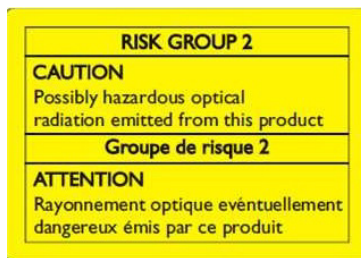 RISK GROUP 2
CAUTION
Possibly hazardous optical
radiation emitted from this product
Groupe de risque 2
ATTENTION
Rayonnement optique evéntuellement
dangereux émis par ce produit